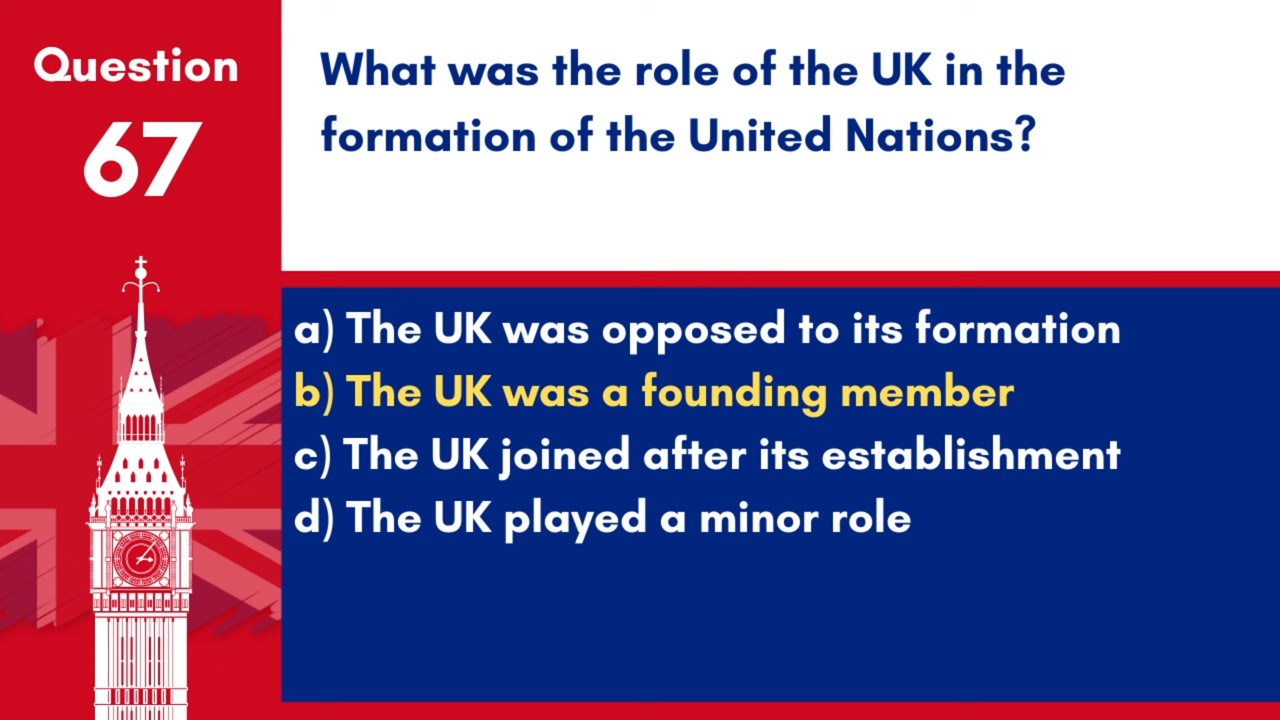 Question
67
What was the role of the UK in the
formation of the United Nations?
a) The UK was opposed to its formation
b) The UK was a founding member
c) The UK joined after its establishment
d) The UK played a minor role